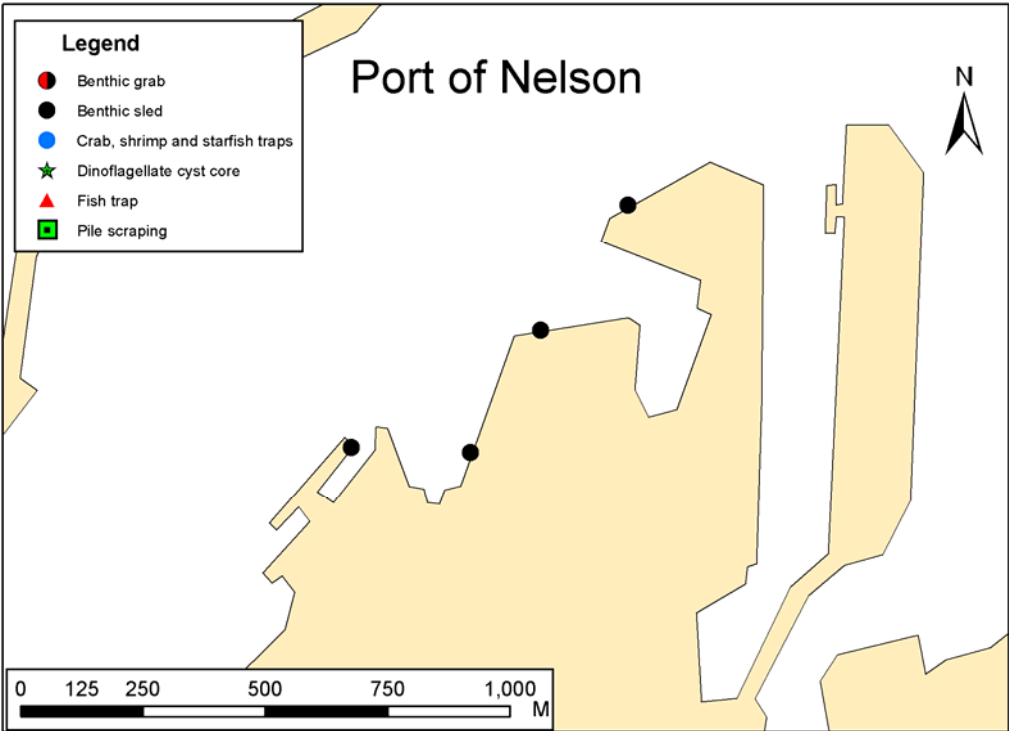 Legend
Benthic grab
Benthic sled
Crab, shrimp and starfish traps
Dinoflagellate cyst core
Fish trap
Pile scraping
Port of Nelson
N
0 125 250 500 750 1,000
M